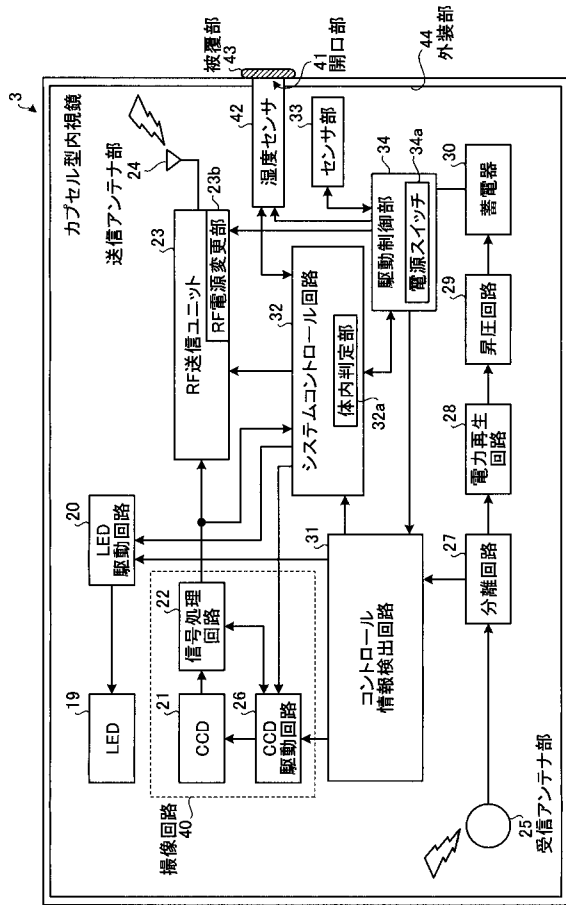 3
カプセル型内視鏡
19
LED
20
LED
駆動回路
撮像回路
40
21
CCD
22
信号処理
回路
26
CCD
駆動回路
23
RF送信ユニット
RF電源変更部
23b
送信アンテナ部
24
31
コントロール
情報検出回路
32
システムコントロール回路
体内判定部
32a
42
湿度センサ
被覆部
43
41
開口部
33
センサ部
34
駆動制御部
電源スイッチ
34a
44
外装部
25
受信アンテナ部
27
分離回路
28
電力再生
回路
29
昇圧回路
30
蓄電器